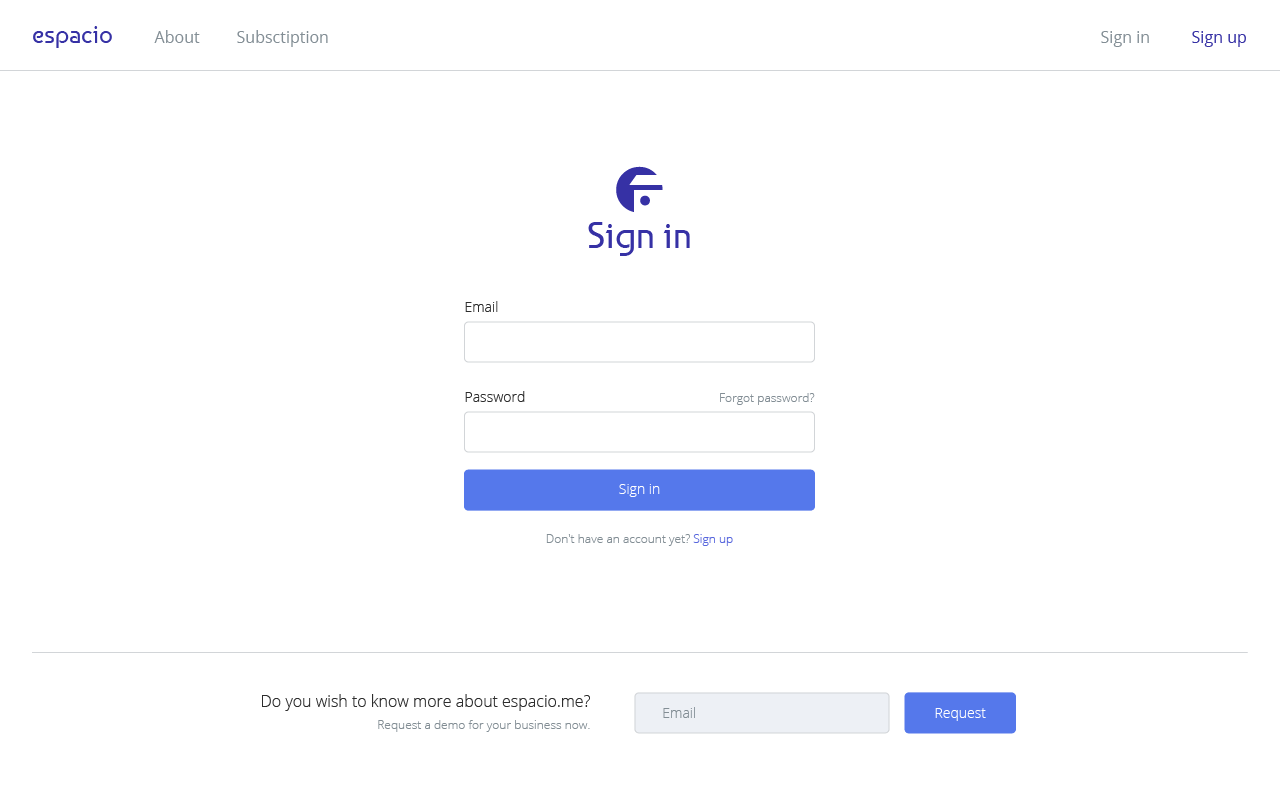 espacio About Subsctiption Sign in Sign up
Sign in
Email
Password Forgot password?
Sign in
Don't have an account yet? Sign up
Do you wish to know more about espacio.me?
Request a demo for your business now.
Email
Request